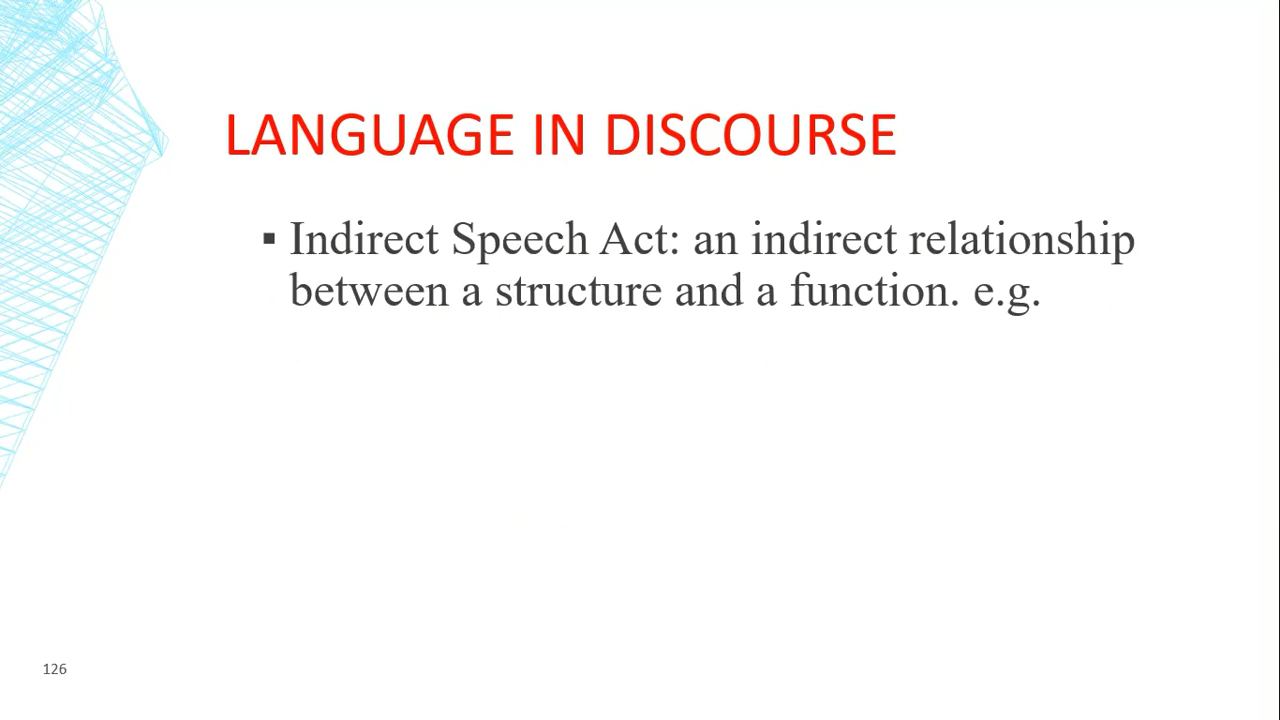 LANGUAGE IN DISCOURSE
▪ Indirect Speech Act: an indirect relationship
between a structure and a function. e.g.
126